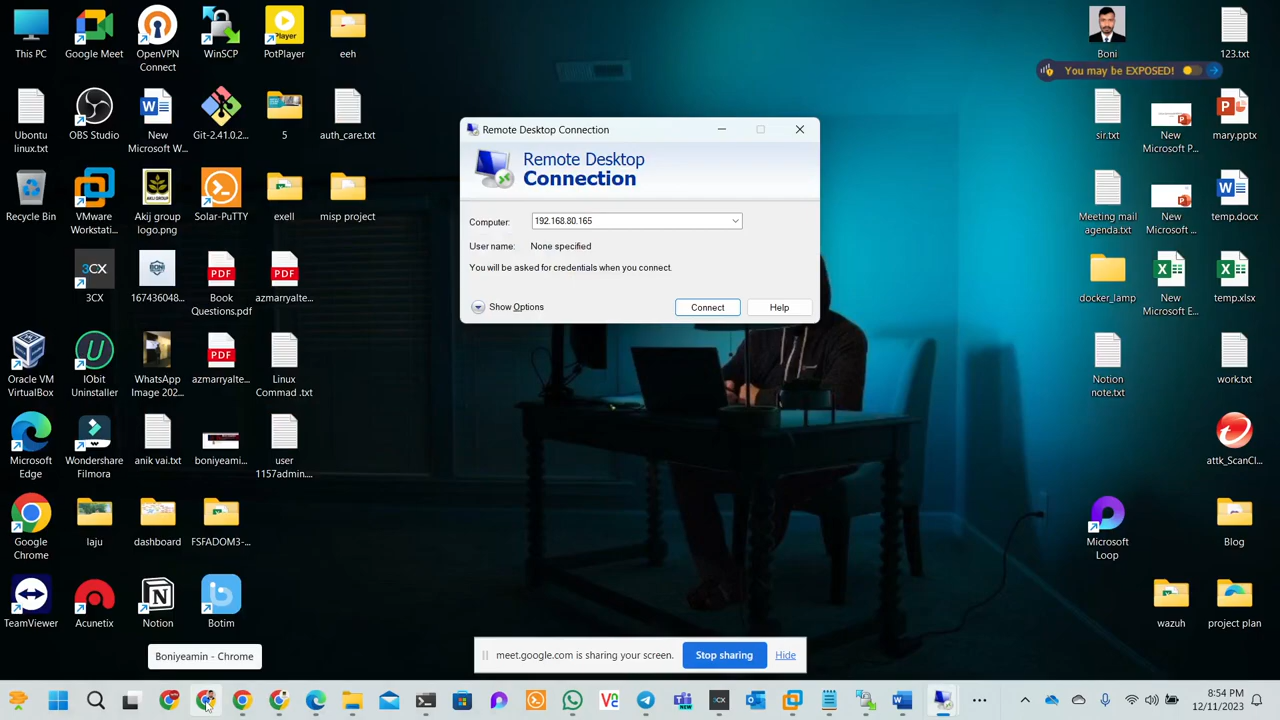 This PC
Google Meet
OpenVPN
Connect
WinSCP
PotPlayer
eeh
Ubontu
linux.txt
OBS Studio
New
Microsoft W...
Git-2.41.0.2...
5
auth_care.txt
Recycle Bin
VMware
Workstati...
Akij group
logo.png
Solar-PuTTY
exell
misp project
3CX
3CX
167436048...
Book
Questions.pdf
azmarryalte...
Oracle VM
VirtualBox
IObit
Uninstaller
WhatsApp
Image 202...
azmarryalte...
Linux
Commad .txt
Microsoft
Edge
Wondershare
Filmora
anik vai.txt
boniyeami...
user
1157admin....
Google
Chrome
laju
dashboard
FSFADOM3-...
TeamViewer
Acunetix
Notion
Botim
Boniyeamin - Chrome
Remote Desktop Connection
Remote Desktop
Connection
Computer:
192.168.80.165
User name:
None specified
You will be asked for credentials when you connect.
Show Options
Connect
Help
Boni
123.txt
You may be EXPOSED!
sir.txt
New
Microsoft P...
mary.pptx
Meeting mail
agenda.txt
New
Microsoft ...
temp.docx
docker_lamp
New
Microsoft E...
temp.xlsx
Notion
note.txt
work.txt
attk_ScanCl...
Microsoft
Loop
Blog
wazuh
project plan
meet.google.com is sharing your screen.
Stop sharing
Hide
8:54 PM
12/11/2023